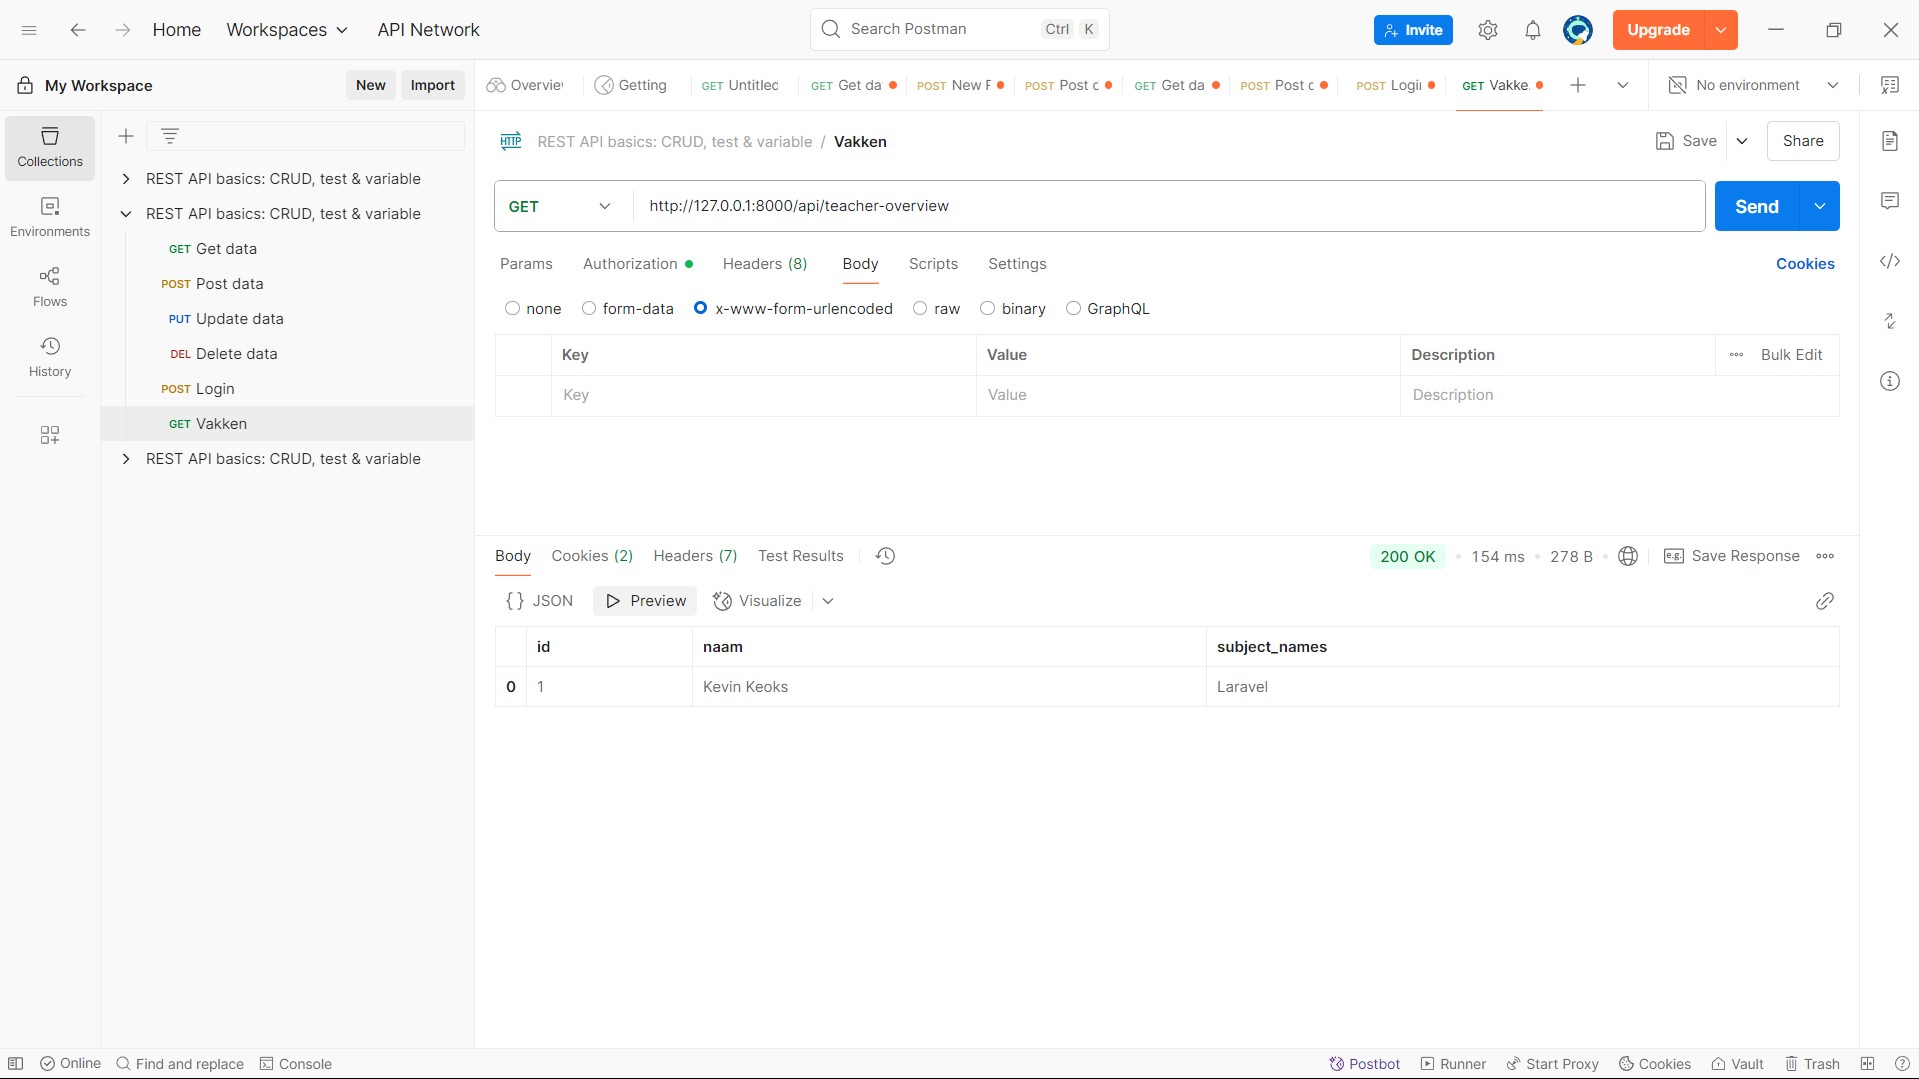 Home Workspaces API Network Search Postman Ctrl K Invite Upgrade
My Workspace New Import Overvie Getting GET Untitled GET Get da POST New F POST Post c GET Get da POST Post c POST Logi GET Vakke No environment
Collections
Environments
Flows
History
REST API basics: CRUD, test & variable
REST API basics: CRUD, test & variable
GET Get data
POST Post data
PUT Update data
DEL Delete data
POST Login
GET Vakken
REST API basics: CRUD, test & variable
HTTP REST API basics: CRUD, test & variable / Vakken Save Share
GET http://127.0.0.1:8000/api/teacher-overview Send
Params Authorization Headers (8) Body Scripts Settings Cookies
none form-data x-www-form-urlencoded raw binary GraphQL
Key Value Description Bulk Edit
Key Value Description
Body Cookies (2) Headers (7) Test Results 200 OK 154 ms 278 B e.g. Save Response
{} JSON Preview Visualize
id naam subject_names
0 1 Kevin Keoks Laravel
Online Find and replace Console Postbot Runner Start Proxy Cookies Vault Trash